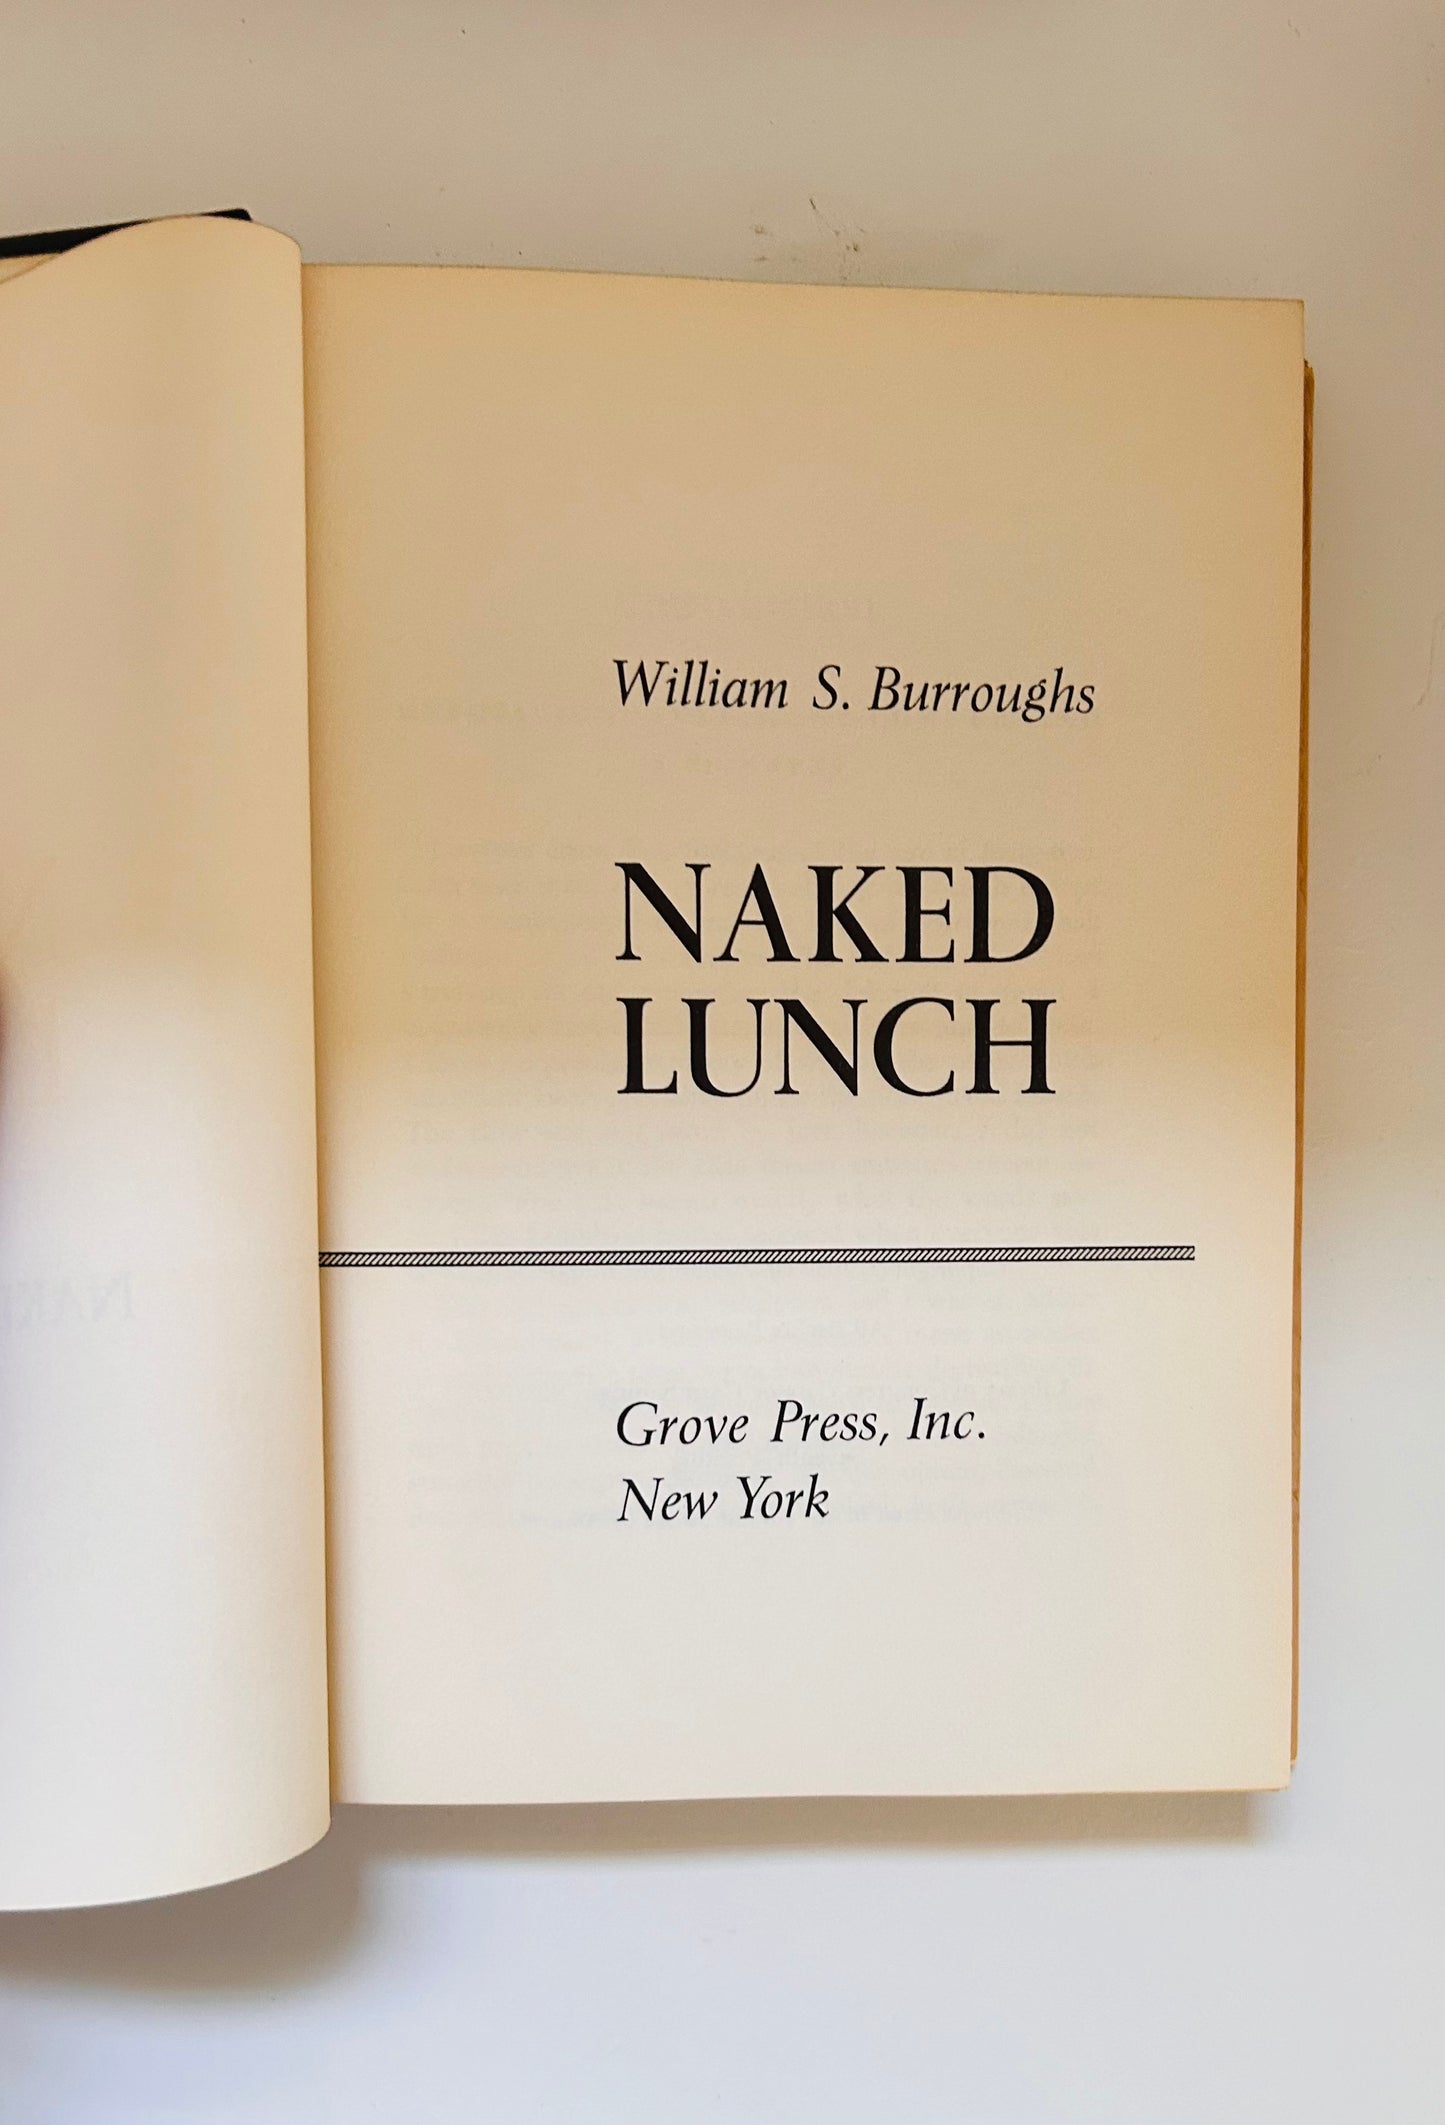 William S. Burroughs
NAKED
LUNCH
Grove Press, Inc.
New York